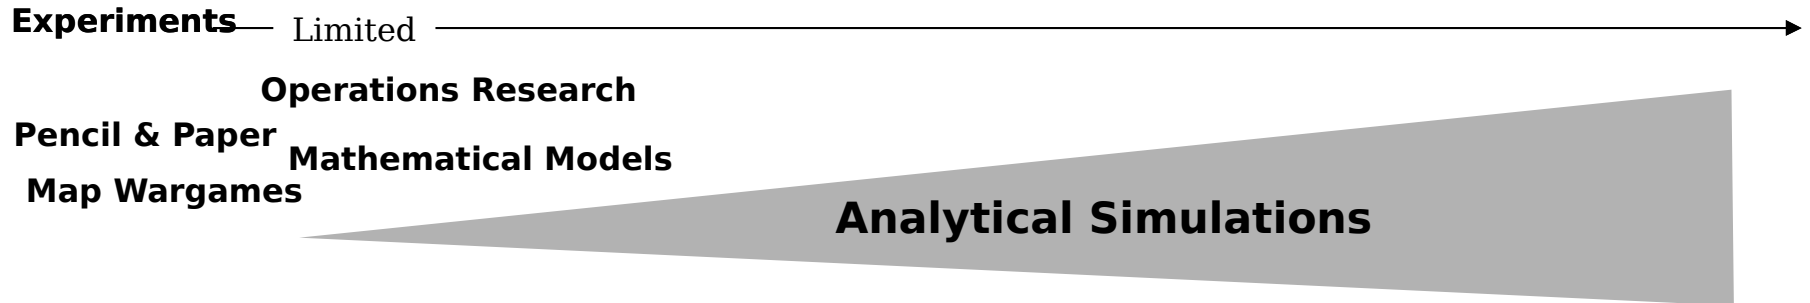 Experiments
Limited
Operations Research
Pencil & Paper
Mathematical Models
Map Wargames
Analytical Simulations